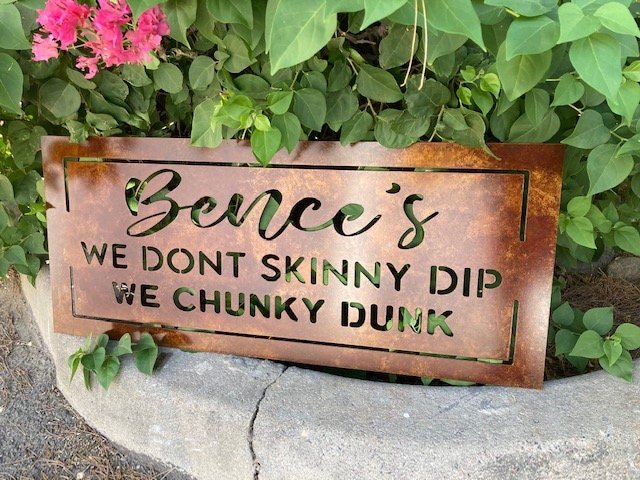 Bence's
WE DONT SKINNY DIP
WE CHUNKY DUNK